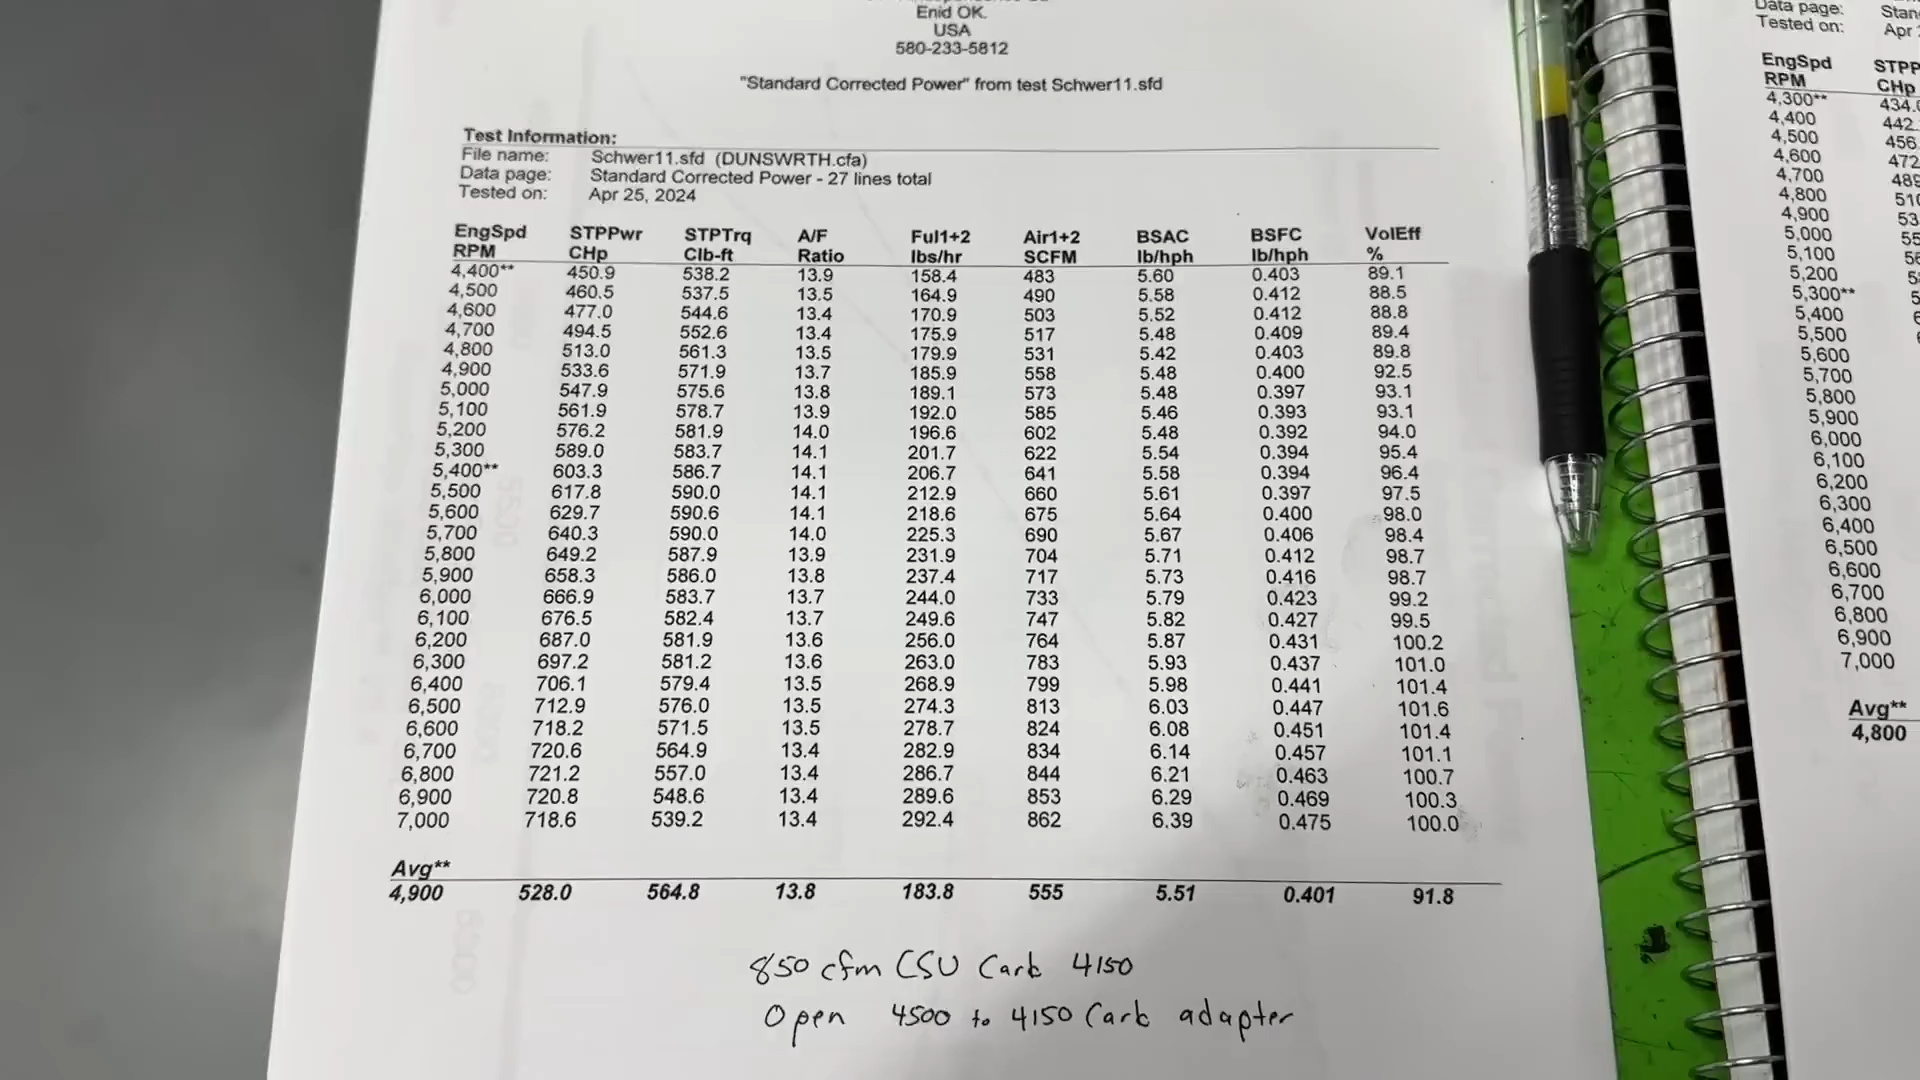 Enid OK.
USA
580-233-5812
"Standard Corrected Power" from test Schwer11.sfd
Test Information:
File name: Schwer11.sfd (DUNSWRTH.cfa)
Data page: Standard Corrected Power - 27 lines total
Tested on: Apr 25, 2024
EngSpd STPPwr STPTrq A/F Ful1+2 Air1+2 BSAC BSFC VolEff
RPM CHp Clb-ft Ratio lbs/hr SCFM lb/hph lb/hph %
4,400** 450.9 538.2 13.9 158.4 483 5.60 0.403 89.1
4,500 460.5 537.5 13.5 164.9 490 5.58 0.412 88.5
4,600 477.0 544.6 13.4 170.9 503 5.52 0.412 88.8
4,700 494.5 552.6 13.4 175.9 517 5.48 0.409 89.4
4,800 513.0 561.3 13.5 179.9 531 5.42 0.403 89.8
4,900 533.6 571.9 13.7 185.9 558 5.48 0.400 92.5
5,000 547.9 575.6 13.8 189.1 573 5.48 0.397 93.1
5,100 561.9 578.7 13.9 192.0 585 5.46 0.393 93.1
5,200 576.2 581.9 14.0 196.6 602 5.48 0.392 94.0
5,300 589.0 583.7 14.1 201.7 622 5.54 0.394 95.4
5,400** 603.3 586.7 14.1 206.7 641 5.58 0.394 96.4
5,500 617.8 590.0 14.1 212.9 660 5.61 0.397 97.5
5,600 629.7 590.6 14.1 218.6 675 5.64 0.400 98.0
5,700 640.3 590.0 14.0 225.3 690 5.67 0.406 98.4
5,800 649.2 587.9 13.9 231.9 704 5.71 0.412 98.7
5,900 658.3 586.0 13.8 237.4 717 5.73 0.416 98.7
6,000 666.9 583.7 13.7 244.0 733 5.79 0.423 99.2
6,100 676.5 582.4 13.7 249.6 747 5.82 0.427 99.5
6,200 687.0 581.9 13.6 256.0 764 5.87 0.431 100.2
6,300 697.2 581.2 13.6 263.0 783 5.93 0.437 101.0
6,400 706.1 579.4 13.5 268.9 799 5.98 0.441 101.4
6,500 712.9 576.0 13.5 274.3 813 6.03 0.447 101.6
6,600 718.2 571.5 13.5 278.7 824 6.08 0.451 101.4
6,700 720.6 564.9 13.4 282.9 834 6.14 0.457 101.1
6,800 721.2 557.0 13.4 286.7 844 6.21 0.463 100.7
6,900 720.8 548.6 13.4 289.6 853 6.29 0.469 100.3
7,000 718.6 539.2 13.4 292.4 862 6.39 0.475 100.0
Avg**
4,900 528.0 564.8 13.8 183.8 555 5.51 0.401 91.8
850 cfm CSU Carb 4150
Open 4500 to 4150 Carb adapter
Data page:
Tested on: Apr
EngSpd STPP
RPM CHp
4,300** 434.
4,400 442.
4,500 456
4,600 472
4,700 489
4,800 510
4,900 53
5,000 55
5,100
5,200
5,300**
5,400
5,500
5,600
5,700
5,800
5,900
6,000
6,100
6,200
6,300
6,400
6,500
6,600
6,700
6,800
6,900
7,000
Avg**
4,800